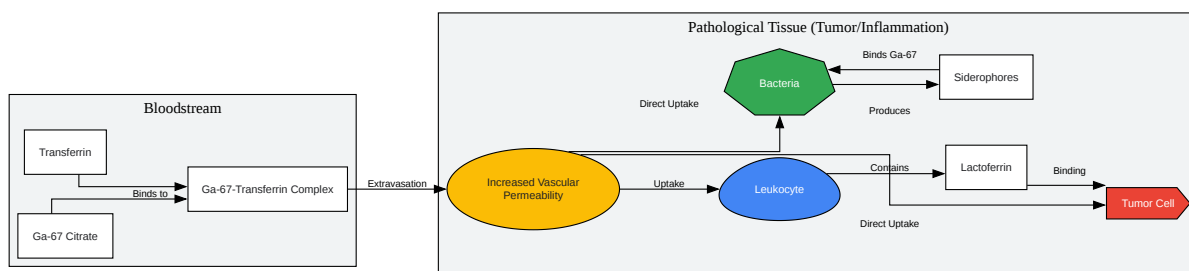 Pathological Tissue (Tumor/Inflammation)
Binds Ga-67
Bacteria
Siderophores
Direct Uptake
Produces
Bloodstream
Transferrin
Binds to
Ga-67 Citrate
Ga-67-Transferrin Complex
Extravasation
Increased Vascular
Permeability
Uptake
Leukocyte
Contains
Lactoferrin
Binding
Tumor Cell
Direct Uptake